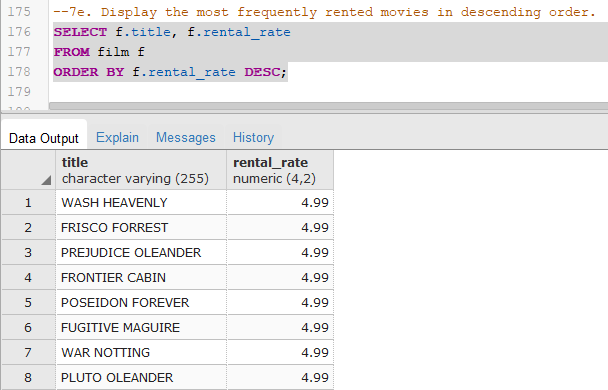 175 --7e. Display the most frequently rented movies in descending order.
176 SELECT f.title, f.rental_rate
177 FROM film f
178 ORDER BY f.rental_rate DESC;
179
Data Output Explain Messages History
title rental_rate
character varying (255) numeric (4,2)
1 WASH HEAVENLY 4.99
2 FRISCO FORREST 4.99
3 PREJUDICE OLEANDER 4.99
4 FRONTIER CABIN 4.99
5 POSEIDON FOREVER 4.99
6 FUGITIVE MAGUIRE 4.99
7 WAR NOTTING 4.99
8 PLUTO OLEANDER 4.99